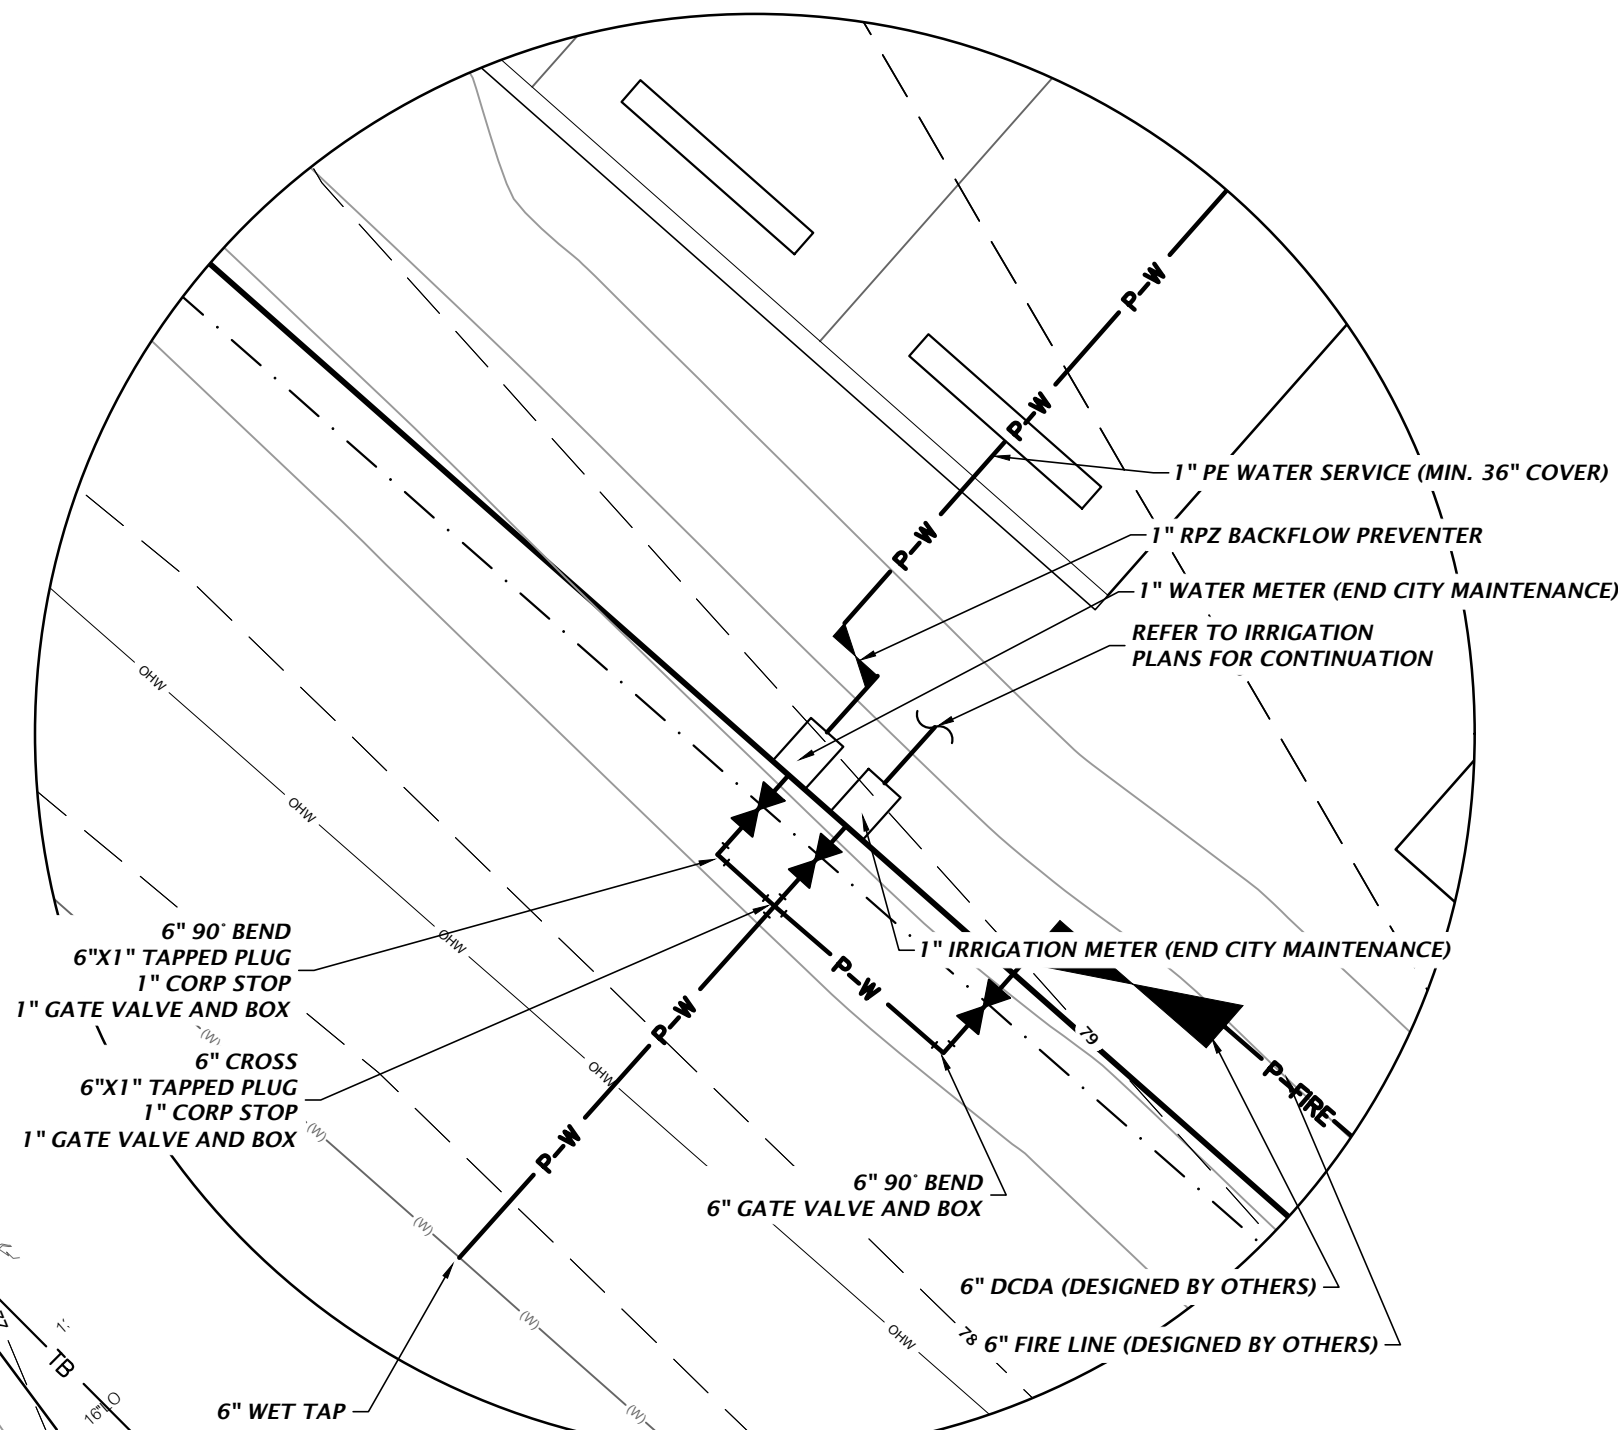 P-W
P-W
1" PE WATER SERVICE (MIN. 36" COVER)
1" RPZ BACKFLOW PREVENTER
P-W
1" WATER METER (END CITY MAINTENANCE)
REFER TO IRRIGATION
PLANS FOR CONTINUATION
OHW
OHW
6" 90° BEND
6"X1" TAPPED PLUG
1" CORP STOP
1" GATE VALVE AND BOX
OHW
1" IRRIGATION METER (END CITY MAINTENANCE)
P-W
P-W
79
(W)
6" CROSS
6"X1" TAPPED PLUG
1" CORP STOP
1" GATE VALVE AND BOX
OHW
P-FIRE
(W)
P-W
6" 90° BEND
6" GATE VALVE AND BOX
(W)
6" DCDA (DESIGNED BY OTHERS)
(W)
OHW
78
6" FIRE LINE (DESIGNED BY OTHERS)
TB
16"LO
6" WET TAP
(W)